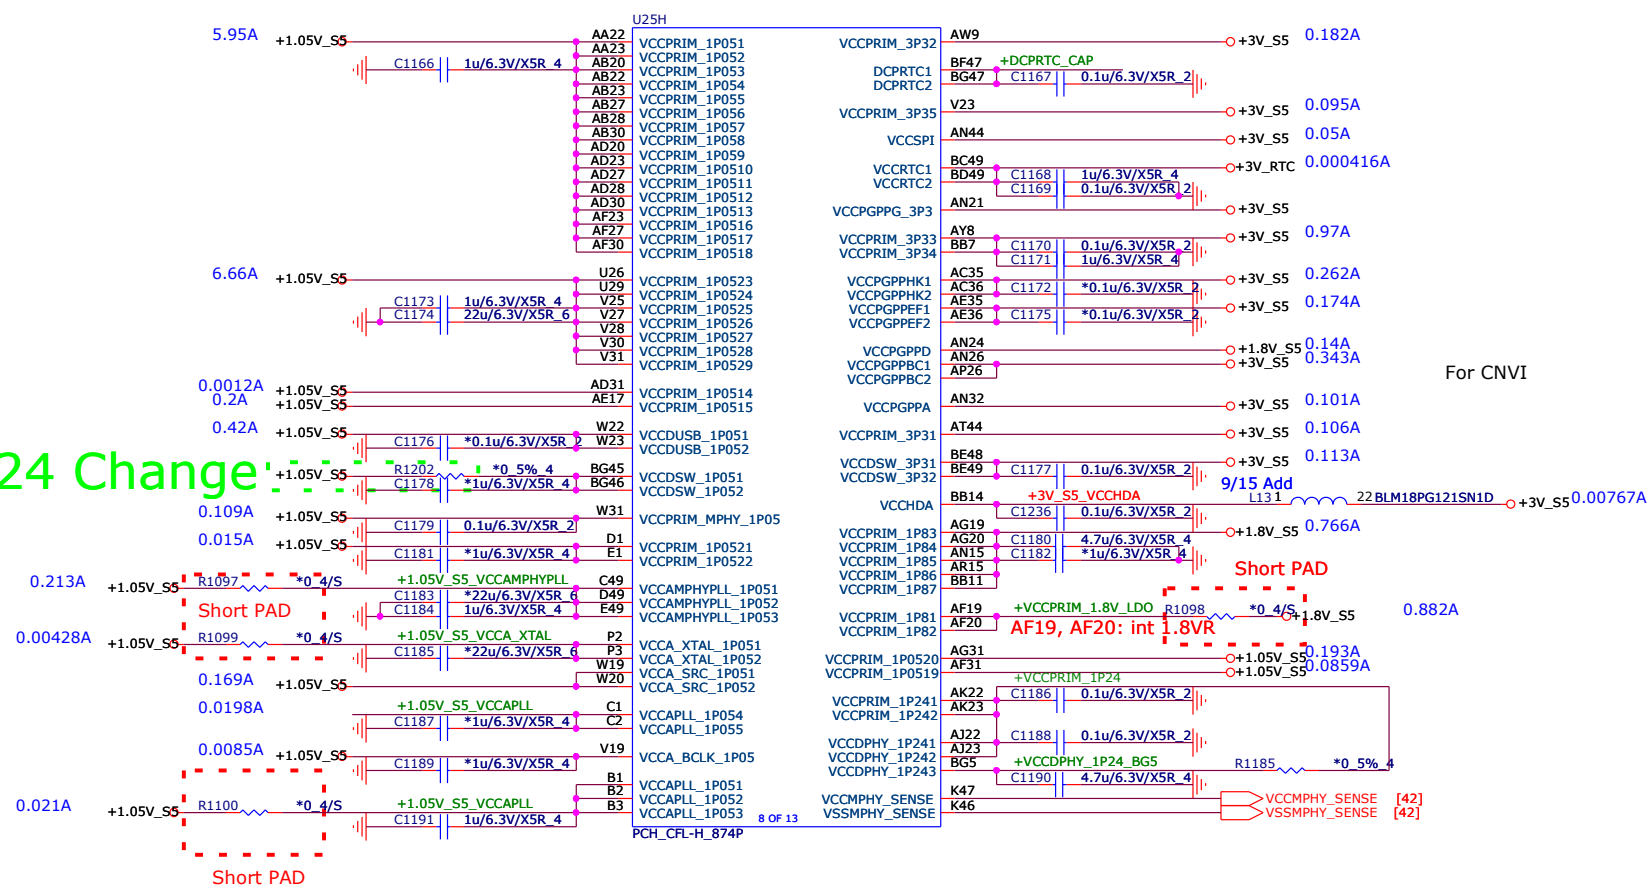 U25H
5.95A +1.05V_S5 AA22 VCCPRIM_1P051 VCCPRIM_3P32 AW9 +3V_S5 0.182A
AA23 VCCPRIM_1P052
C1166 1u/6.3V/X5R_4 AB20 VCCPRIM_1P053 DCPRTC1 BF47 +DCPRTC_CAP
AB22 VCCPRIM_1P054 DCPRTC2 BG47 C1167 0.1u/6.3V/X5R_2
AB23 VCCPRIM_1P055
AB27 VCCPRIM_1P056 VCCPRIM_3P35 V23 +3V_S5 0.095A
AB28 VCCPRIM_1P057
AB30 VCCPRIM_1P058 VCCSPI AN44 +3V_S5 0.05A
AD20 VCCPRIM_1P059
AD23 VCCPRIM_1P0510 VCCRTC1 BC49 +3V_RTC 0.000416A
AD27 VCCPRIM_1P0511 VCCRTC2 BD49 C1168 1u/6.3V/X5R_4
AD28 VCCPRIM_1P0512 C1169 0.1u/6.3V/X5R_2
AD30 VCCPRIM_1P0513 VCCPGPPG_3P3 AN21 +3V_S5
AF23 VCCPRIM_1P0516
AF27 VCCPRIM_1P0517 VCCPRIM_3P33 AY8 +3V_S5 0.97A
AF30 VCCPRIM_1P0518 VCCPRIM_3P34 BB7 C1170 0.1u/6.3V/X5R_2
C1171 1u/6.3V/X5R_4
6.66A +1.05V_S5 U26 VCCPRIM_1P0523 VCCPGPPHK1 AC35 +3V_S5 0.262A
U29 VCCPRIM_1P0524 VCCPGPPHK2 AC36 C1172 *0.1u/6.3V/X5R_2
C1173 1u/6.3V/X5R_4 V25 VCCPRIM_1P0525 VCCPGPPEF1 AE35 +3V_S5 0.174A
C1174 22u/6.3V/X5R_6 V27 VCCPRIM_1P0526 VCCPGPPEF2 AE36 C1175 *0.1u/6.3V/X5R_2
V28 VCCPRIM_1P0527
V30 VCCPRIM_1P0528 VCCPGPPD AN24 +1.8V_S5 0.14A
V31 VCCPRIM_1P0529 VCCPGPPBC1 AN26 +3V_S5 0.343A
VCCPGPPBC2 AP26
For CNVI
0.0012A +1.05V_S5 AD31 VCCPRIM_1P0514
0.2A +1.05V_S5 AE17 VCCPRIM_1P0515 VCCPGPPA AN32 +3V_S5 0.101A
0.42A +1.05V_S5 W22 VCCDUSB_1P051 VCCPRIM_3P31 AT44 +3V_S5 0.106A
C1176 *0.1u/6.3V/X5R_2 W23 VCCDUSB_1P052
24 Change
+1.05V_S5 R1202 *0_5%_4 BG45 VCCDSW_1P051 VCCDSW_3P31 BE48 +3V_S5 0.113A
C1178 *1u/6.3V/X5R_4 BG46 VCCDSW_1P052 VCCDSW_3P32 BE49 C1177 0.1u/6.3V/X5R_2
9/15 Add
0.109A +1.05V_S5 W31 VCCPRIM_MPHY_1P05 VCCHDA BB14 +3V_S5_VCCHDA L13 1 2 2 BLM18PG121SN1D +3V_S5 0.00767A
C1179 0.1u/6.3V/X5R_2 C1236 0.1u/6.3V/X5R_2
0.015A +1.05V_S5 D1 VCCPRIM_1P0521 VCCPRIM_1P83 AG19 +1.8V_S5 0.766A
C1181 *1u/6.3V/X5R_4 E1 VCCPRIM_1P0522 VCCPRIM_1P84 AG20 C1180 4.7u/6.3V/X5R_4
VCCPRIM_1P85 AN15 C1182 *1u/6.3V/X5R_4
VCCPRIM_1P86 AR15
VCCPRIM_1P87 BB11
Short PAD
0.213A +1.05V_S5 R1097 *0_4/S +1.05V_S5_VCCAMPHYPLL C49 VCCAMPHYPLL_1P051
C1183 *22u/6.3V/X5R_6 D49 VCCAMPHYPLL_1P052
Short PAD
C1184 1u/6.3V/X5R_4 E49 VCCAMPHYPLL_1P053 VCCPRIM_1P81 AF19 +VCCPRIM_1.8V_LDO R1098 *0_4/S +1.8V_S5 0.882A
VCCPRIM_1P82 AF20 AF19, AF20: int 1.8VR
0.00428A +1.05V_S5 R1099 *0_4/S +1.05V_S5_VCCA_XTAL P2 VCCA_XTAL_1P051
C1185 *22u/6.3V/X5R_6 P3 VCCA_XTAL_1P052 VCCPRIM_1P0520 AG31 +1.05V_S5 0.193A
W19 VCCA_SRC_1P051 VCCPRIM_1P0519 AF31 +1.05V_S5 0.0859A
0.169A +1.05V_S5 W20 VCCA_SRC_1P052 +VCCPRIM_1P24
VCCPRIM_1P241 AK22 C1186 0.1u/6.3V/X5R_2
0.0198A +1.05V_S5_VCCAPLL C1 VCCAPLL_1P054 VCCPRIM_1P242 AK23
C1187 *1u/6.3V/X5R_4 C2 VCCAPLL_1P055
VCCDPHY_1P241 AJ22 C1188 0.1u/6.3V/X5R_2
0.0085A +1.05V_S5 V19 VCCA_BCLK_1P05 VCCDPHY_1P242 AJ23
C1189 *1u/6.3V/X5R_4 VCCDPHY_1P243 BG5 +VCCDPHY_1P24_BG5 R1185 *0_5%_4
B1 VCCAPLL_1P051 C1190 4.7u/6.3V/X5R_4
B2 VCCAPLL_1P052 VCCMPHY_SENSE K47 VCCMPHY_SENSE [42]
0.021A +1.05V_S5 R1100 *0_4/S +1.05V_S5_VCCAPLL B3 VCCAPLL_1P053 VSSMPHY_SENSE K46 VSSMPHY_SENSE [42]
C1191 1u/6.3V/X5R_4 8 OF 13
PCH_CFL-H_874P
Short PAD